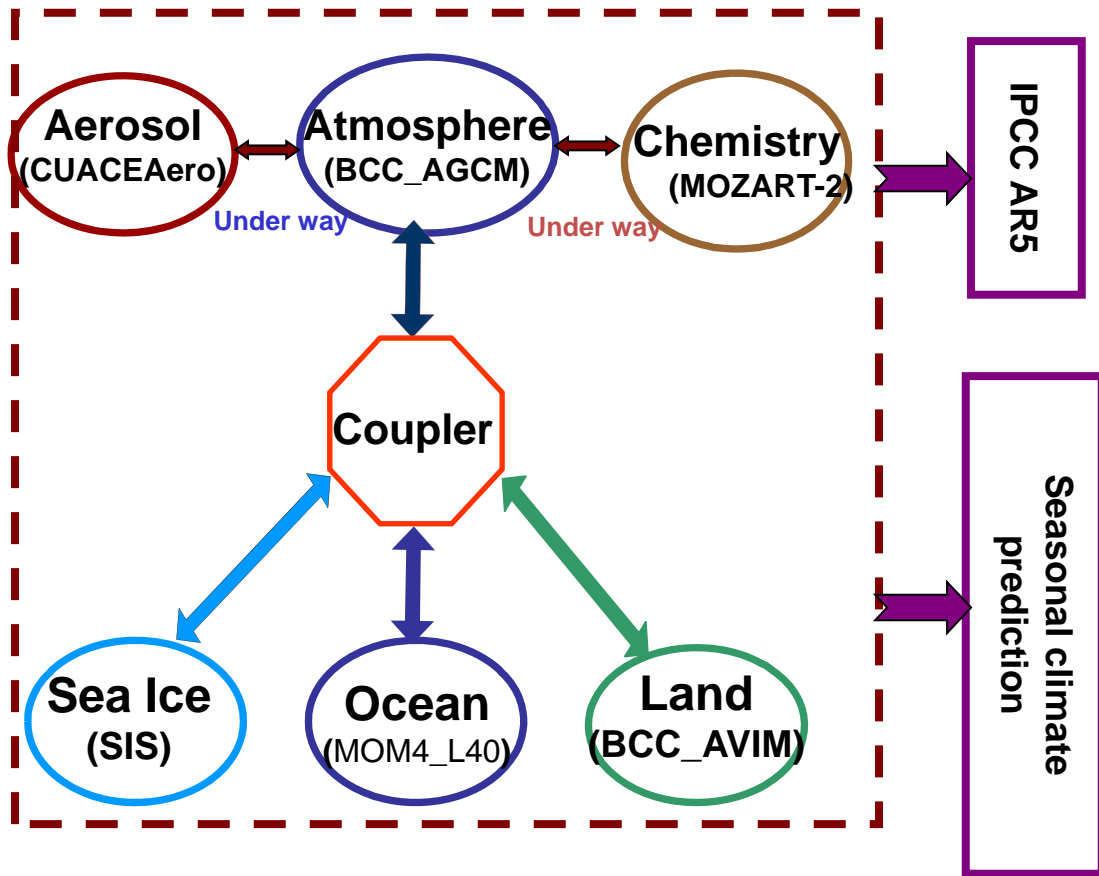 Aerosol
(CUACEAero)
Atmosphere
(BCC_AGCM)
Chemistry
(MOZART-2)
Under way
Under way
IPCC AR5
Coupler
Sea Ice
(SIS)
Ocean
(MOM4_L40)
Land
(BCC_AVIM)
Seasonal climate
prediction